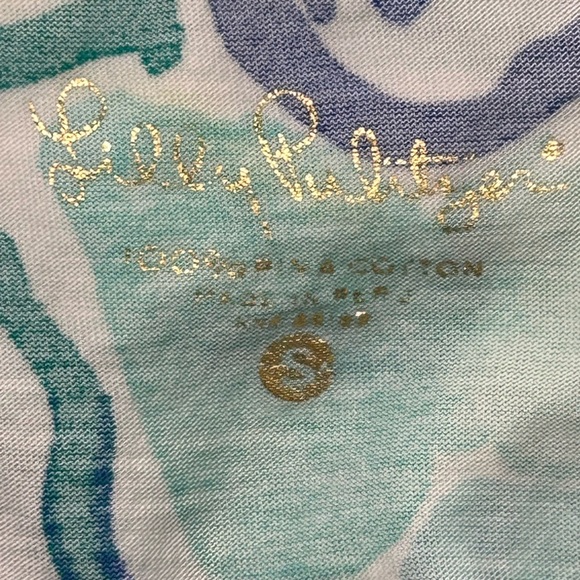 Lilly Pulitzer®
100% PIMA COTTON
MADE IN PERU
S